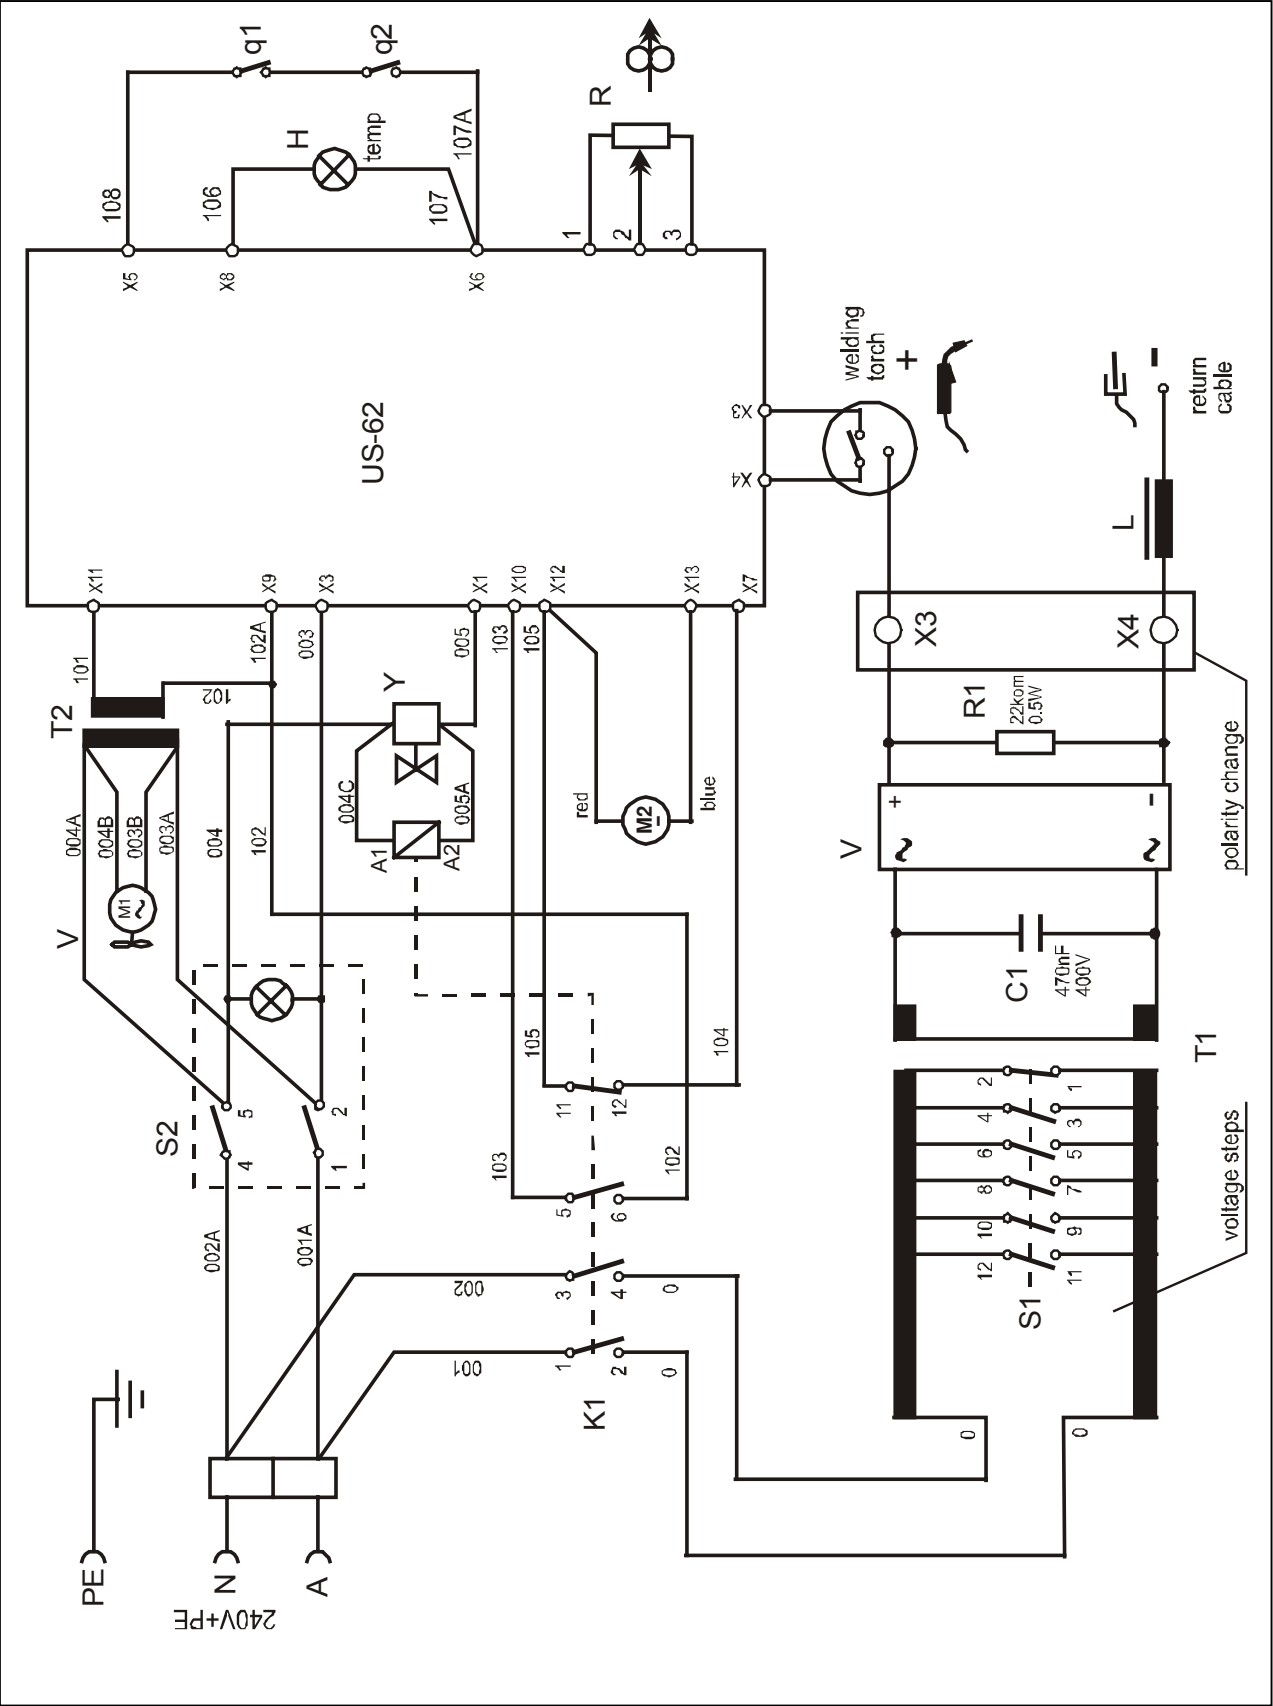 q1
q2
108
106
H
temp
107
107A
R
1
2
3
X5
X8
X6
US-62
X3
X4
welding
torch
+
return
cable
-
L
X11
X9
X3
X1
X10
X12
X13
X7
101
102A
003
005
103
105
102
T2
Y
004A
004B
003B
003A
004
102
004C
005A
A1
A2
red
blue
M1
~
M2
V
X3
X4
R1
22kom
0.5W
polarity change
V
+
-
~
~
C1
470nF
400V
T1
S2
5
4
2
1
105
104
11
12
103
102
5
6
002A
001A
002
3
4
0
001
1
2
0
K1
2
1
4
3
6
5
8
7
10
9
12
11
S1
voltage steps
0
0
PE
N
A
240V+PE